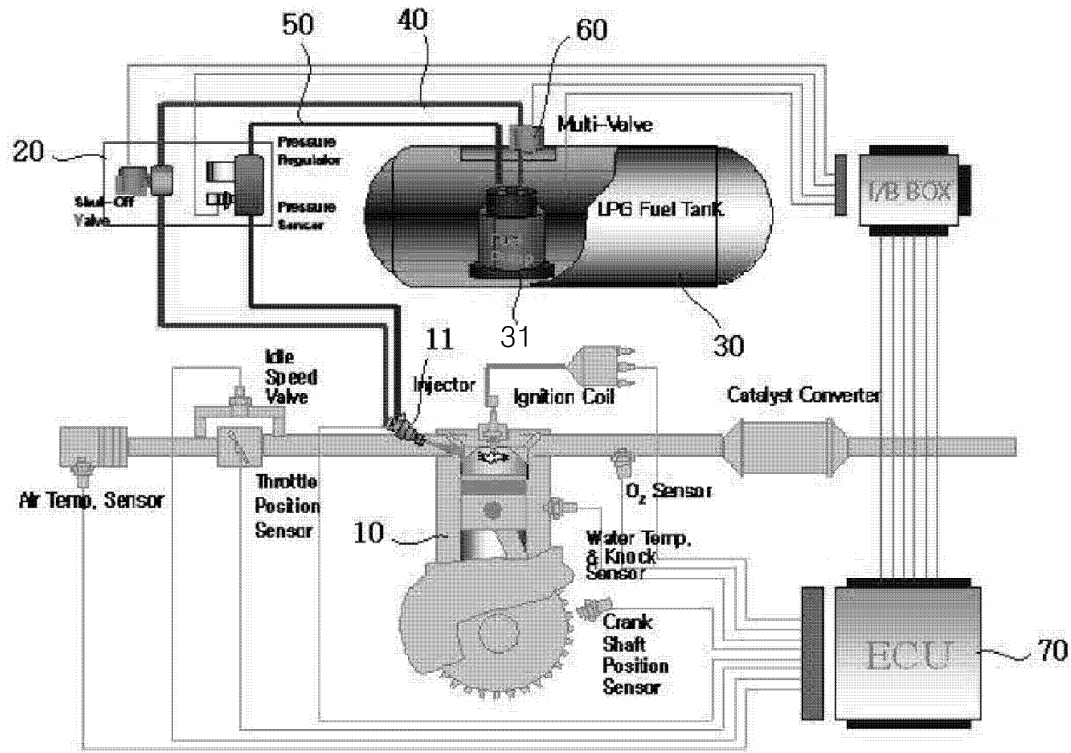 40
60
50
Multi-Valve
20
Pressure
Regulator
I/B BOX
Shut-Off
Valve
LPG Fuel Tank
Pressure
Sensor
31
30
11
Idle
Speed
Valve
Injector
Ignition Coil
Catalyst Converter
Air Temp, Sensor
Throttle
Position
Sensor
O₂ Sensor
10
Water Temp,
& Knock
Sensor
Crank
Shaft
Position
Sensor
ECU
70